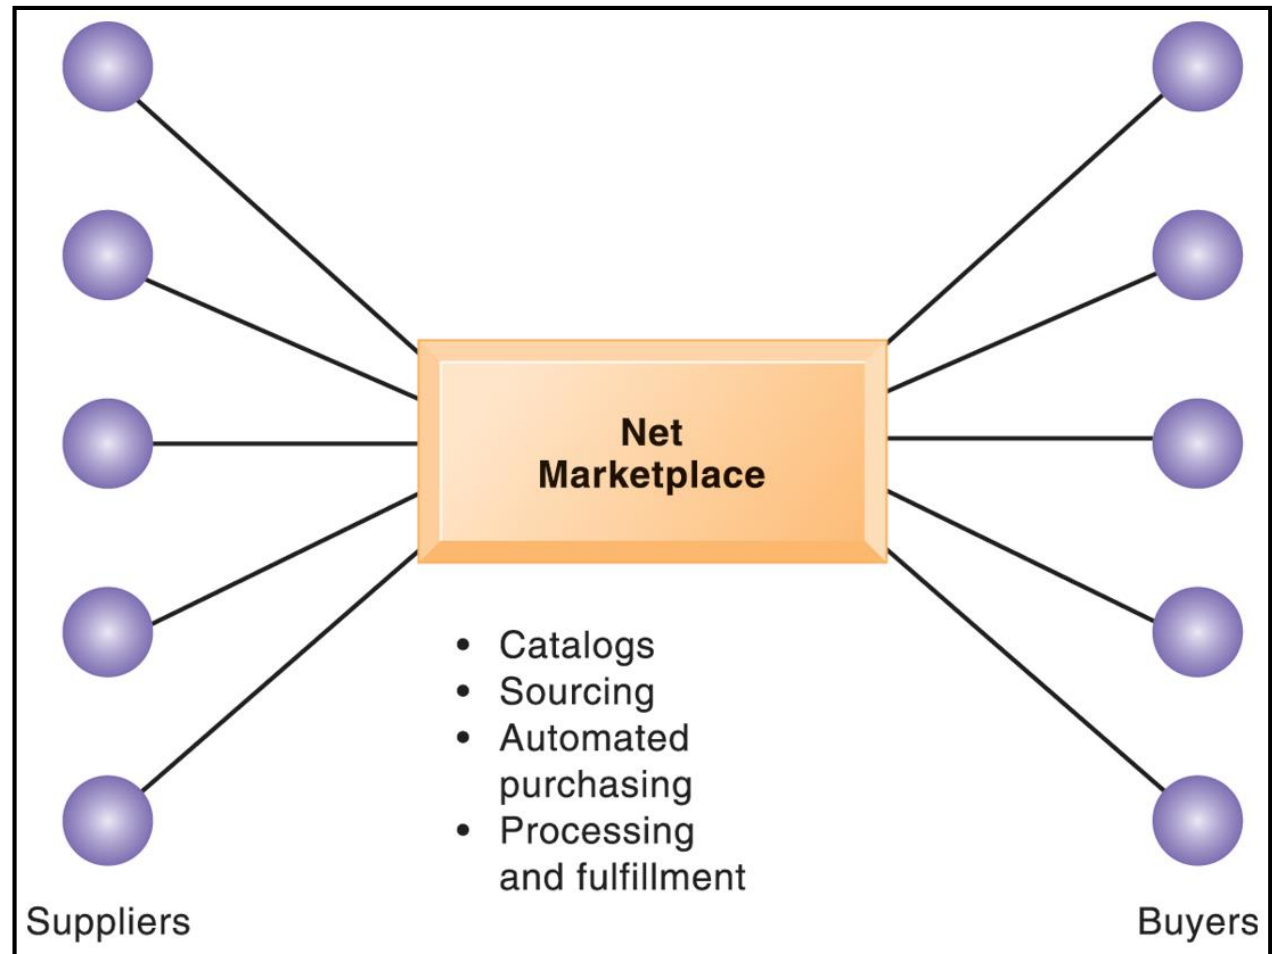 Net
Marketplace
• Catalogs
• Sourcing
• Automated
purchasing
• Processing
and fulfillment
Suppliers
Buyers